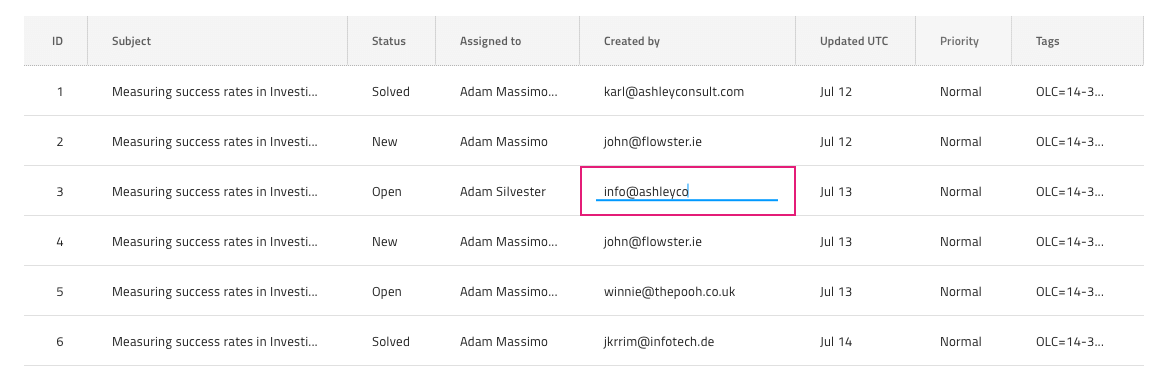 ID Subject Status Assigned to Created by Updated UTC Priority Tags
1 Measuring success rates in Investi... Solved Adam Massimo... karl@ashleyconsult.com Jul 12 Normal OLC=14-3...
2 Measuring success rates in Investi... New Adam Massimo john@flowster.ie Jul 12 Normal OLC=14-3...
3 Measuring success rates in Investi... Open Adam Silvester info@ashleyco Jul 13 Normal OLC=14-3...
4 Measuring success rates in Investi... New Adam Massimo... john@flowster.ie Jul 13 Normal OLC=14-3...
5 Measuring success rates in Investi... Open Adam Massimo... winnie@thepooh.co.uk Jul 13 Normal OLC=14-3...
6 Measuring success rates in Investi... Solved Adam Massimo jkrrim@infotech.de Jul 14 Normal OLC=14-3...